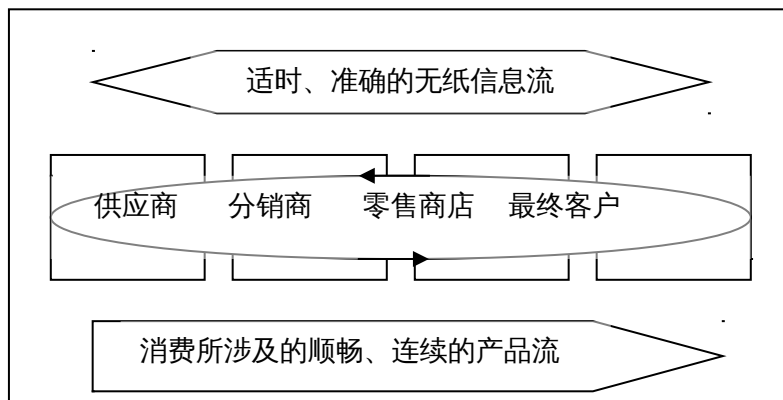 适时、准确的无纸信息流
供应商 分销商 零售商店 最终客户
消费所涉及的顺畅、连续的产品流